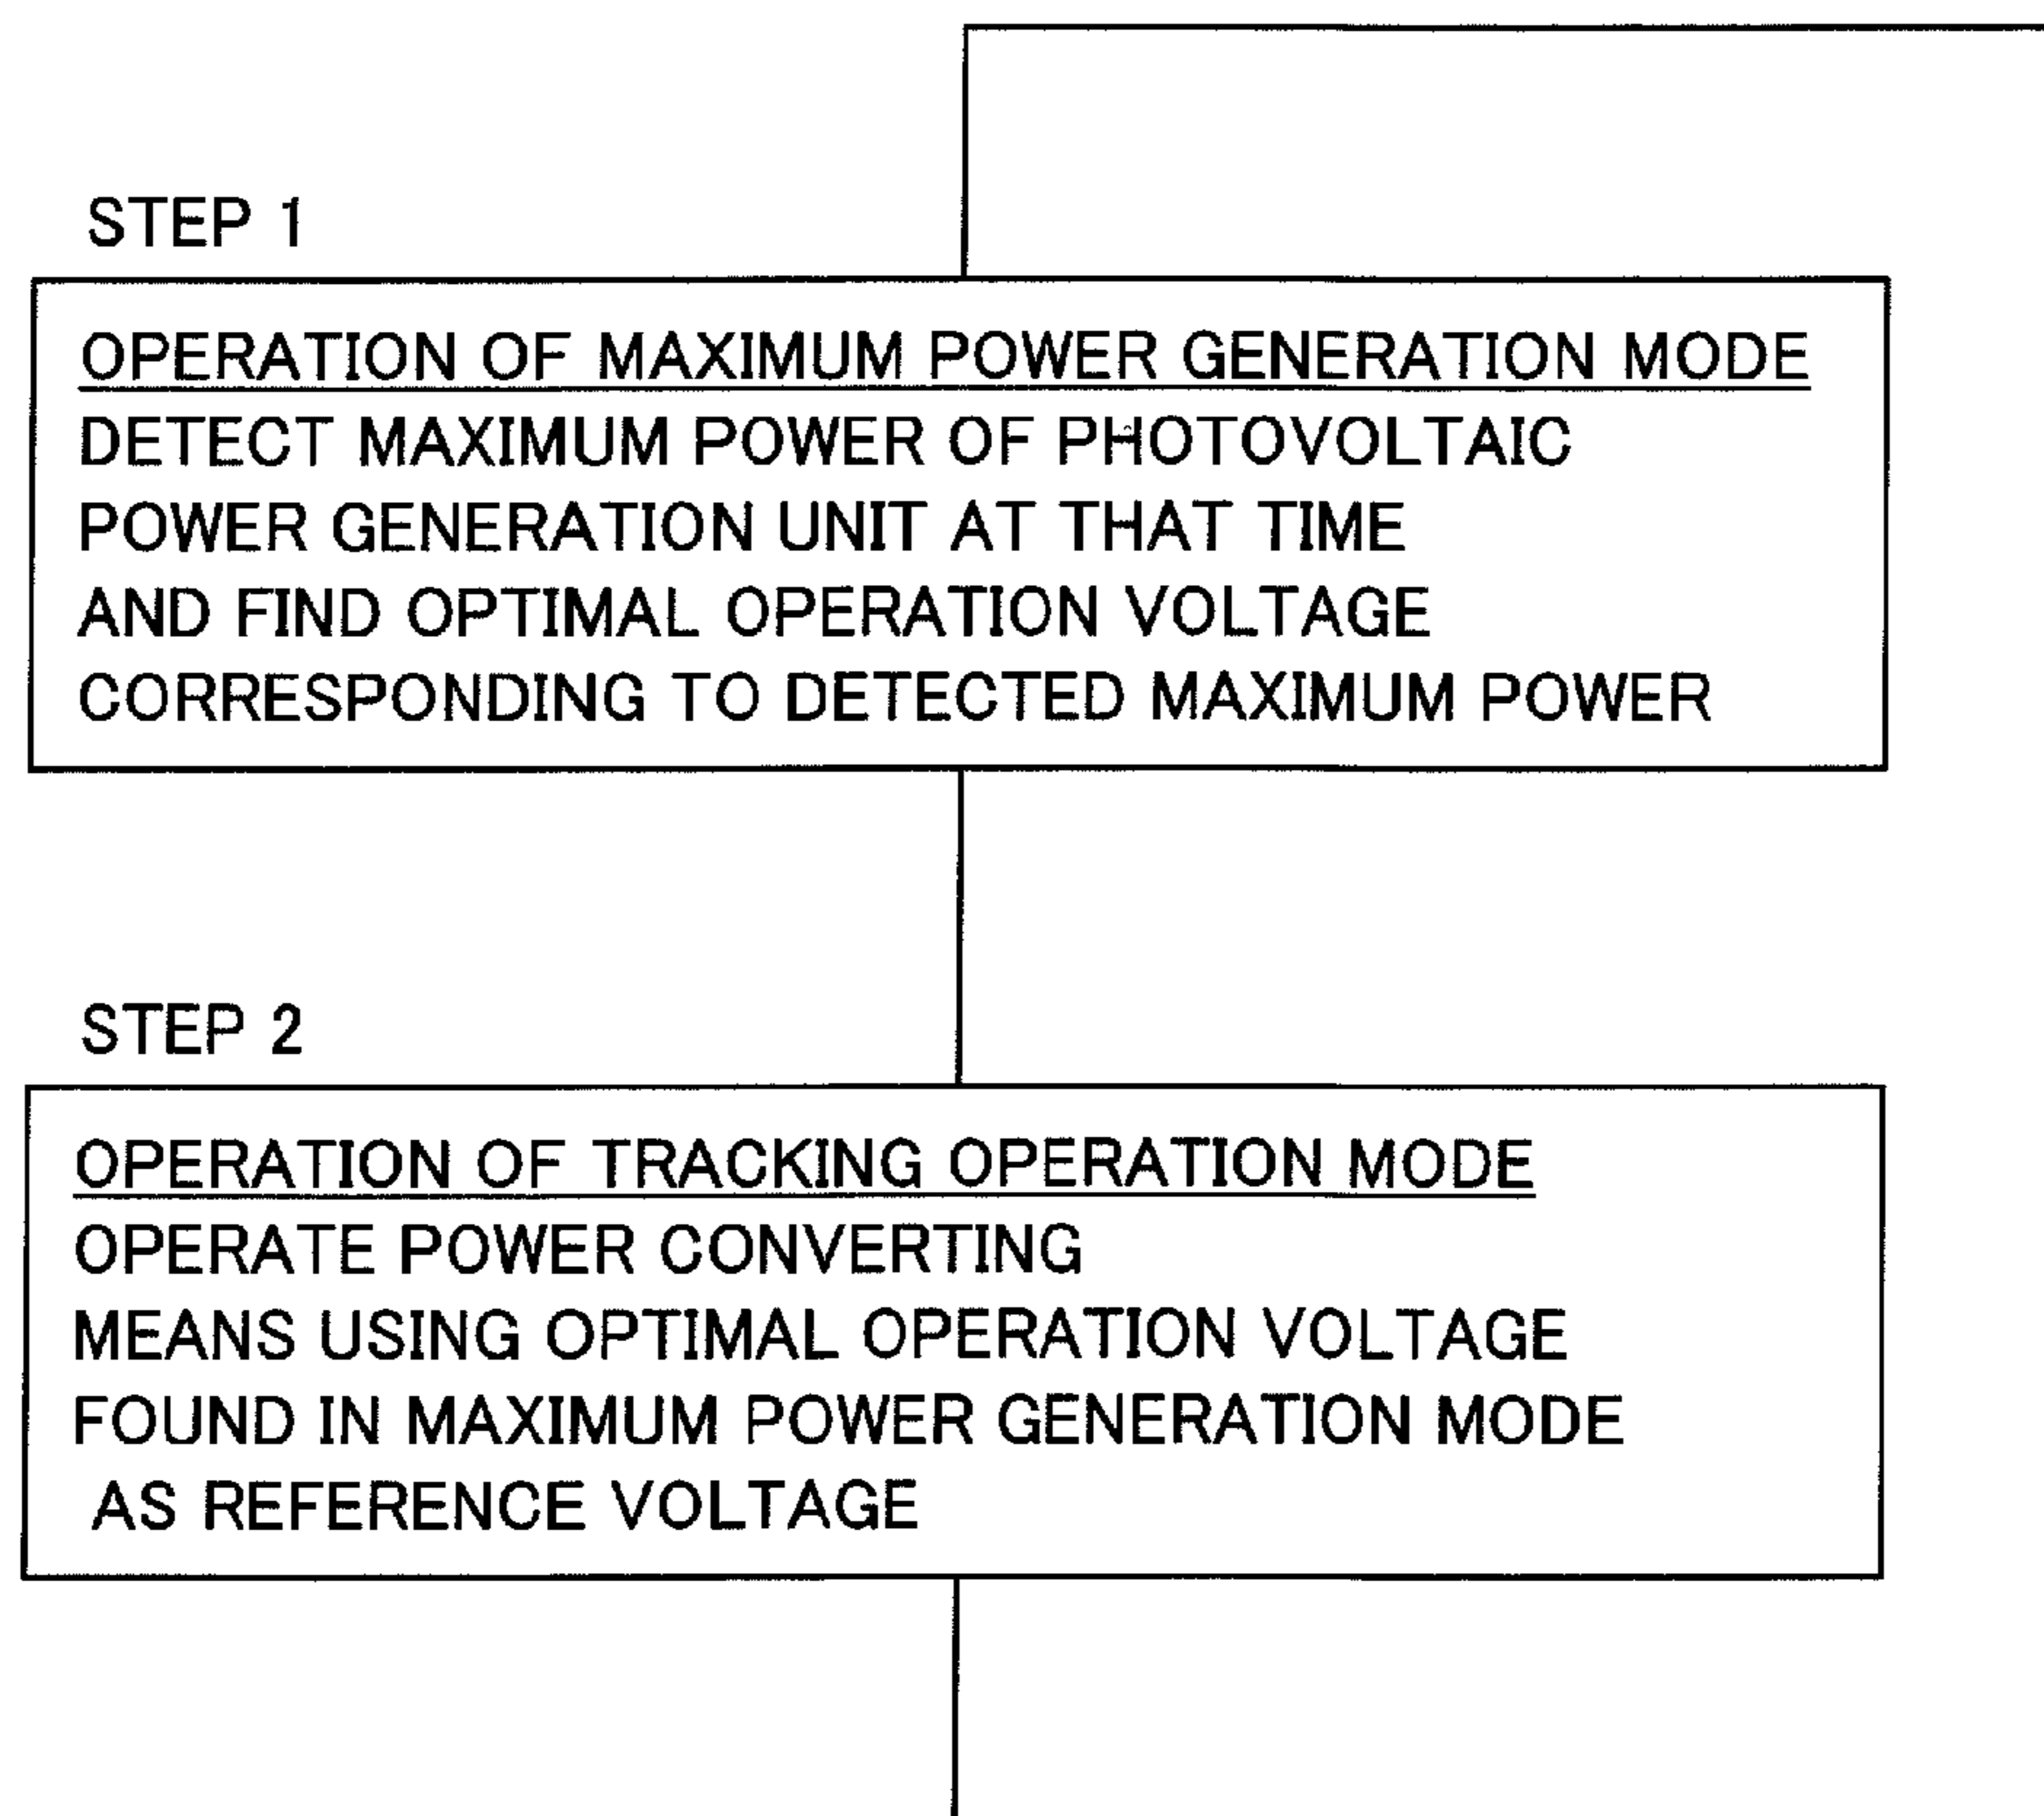 STEP 1
OPERATION OF MAXIMUM POWER GENERATION MODE
DETECT MAXIMUM POWER OF PHOTOVOLTAIC
POWER GENERATION UNIT AT THAT TIME
AND FIND OPTIMAL OPERATION VOLTAGE
CORRESPONDING TO DETECTED MAXIMUM POWER
STEP 2
OPERATION OF TRACKING OPERATION MODE
OPERATE POWER CONVERTING
MEANS USING OPTIMAL OPERATION VOLTAGE
FOUND IN MAXIMUM POWER GENERATION MODE
AS REFERENCE VOLTAGE